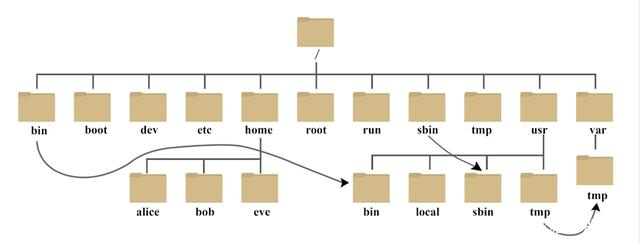 /
bin boot dev etc home root run sbin tmp usr var
alice bob eve bin local sbin tmp tmp